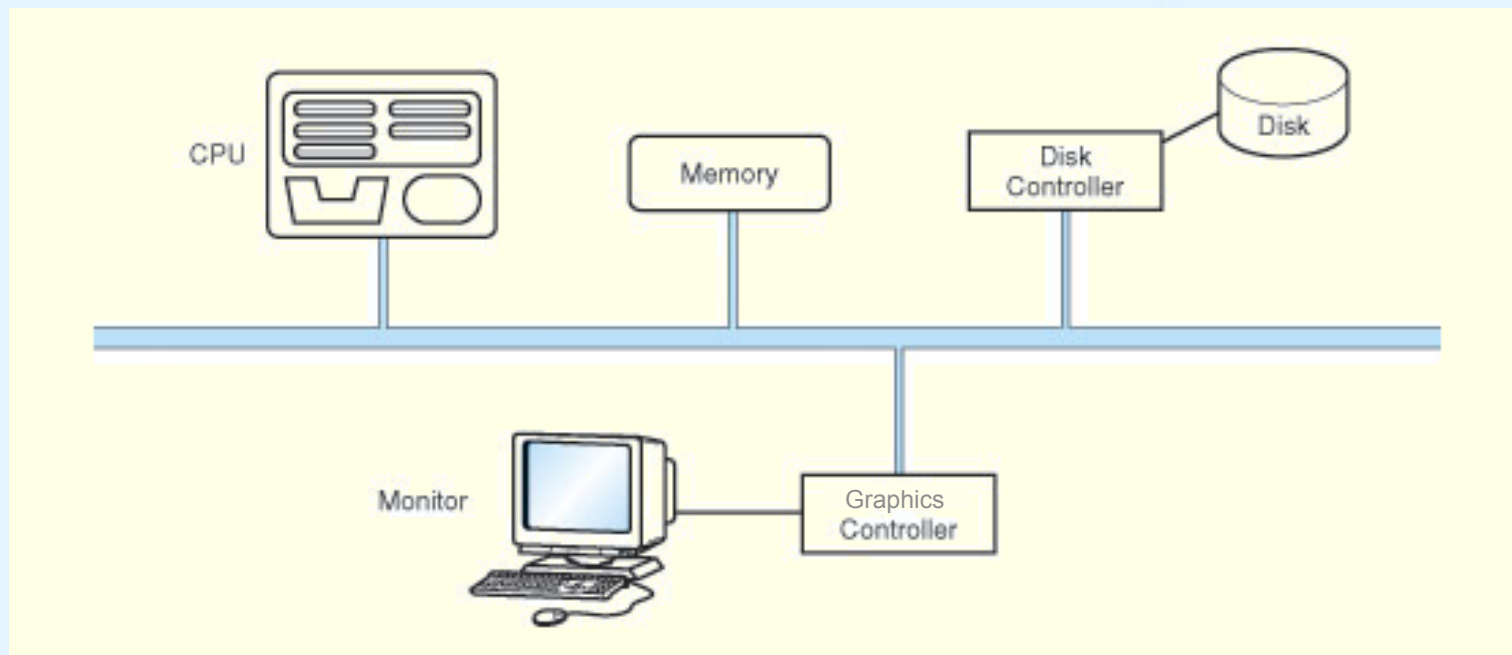 CPU
Memory
Disk
Controller
Disk
Monitor
Graphics
Controller